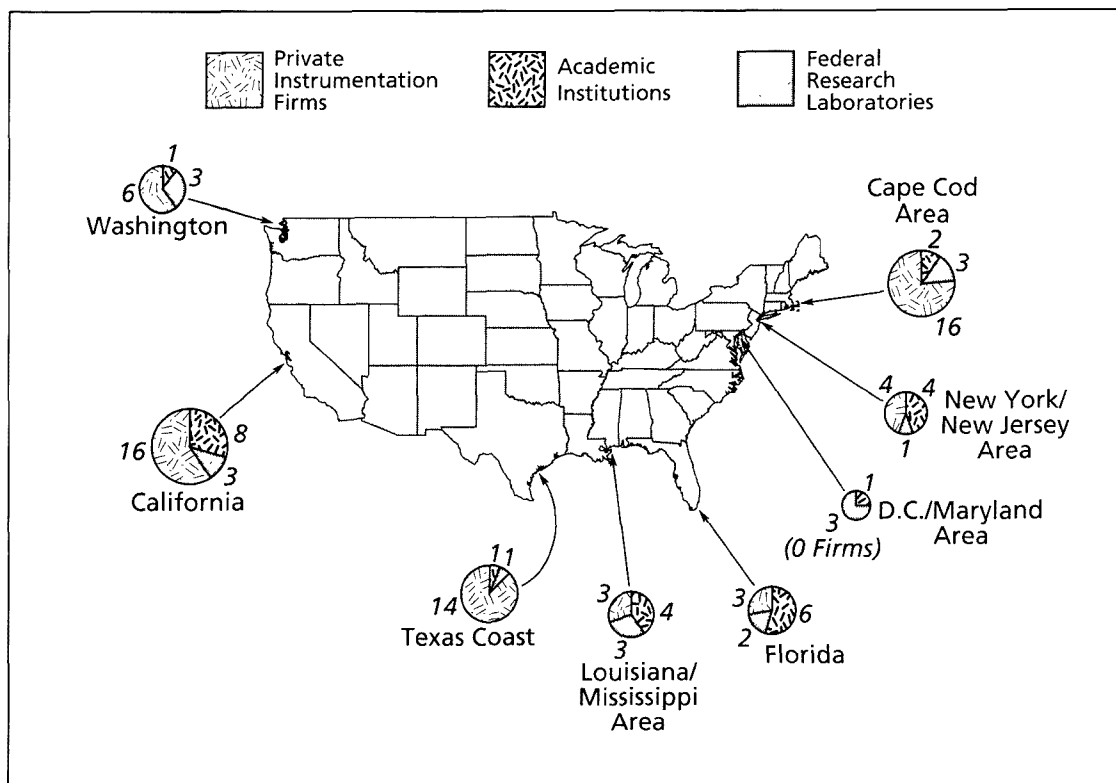 Private
Instrumentation
Firms
Academic
Institutions
Federal
Research
Laboratories
1
6
3
Washington
Cape Cod
Area
2
3
16
16
8
3
California
4
4
1
New York/
New Jersey
Area
1
3
(0 Firms)
D.C./Maryland
Area
11
14
Texas Coast
3
4
3
Louisiana/
Mississippi
Area
3
6
2
Florida